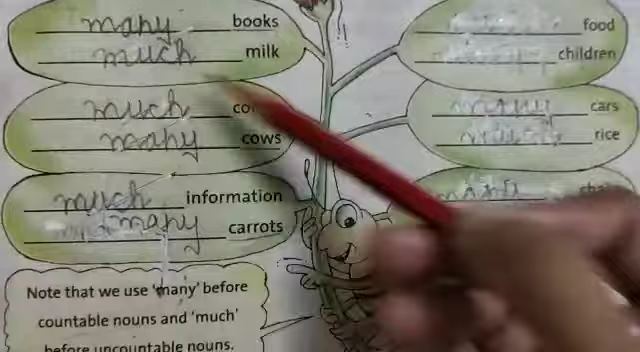 many books
much milk
much
many cows
much information
many carrots
Note that we use 'many' before
countable nouns and 'much'
before uncountable nouns.
food
children
many cars
rice